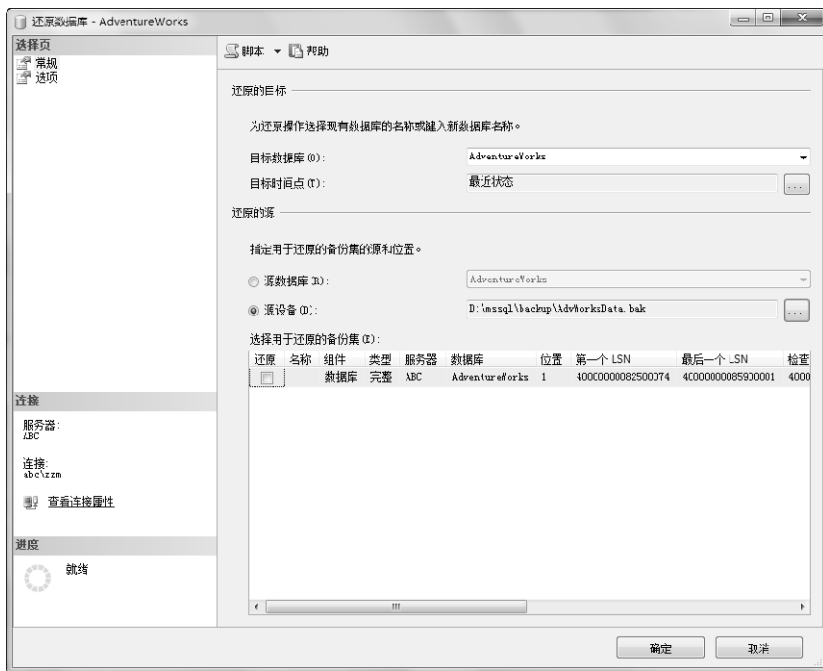 还原数据库 - AdventureWorks
选择页
常规
选项
脚本 帮助
还原的目标
为还原操作选择现有数据库的名称或键入新数据库名称。
目标数据库(O): AdventureWorks
目标时间点(T): 最近状态 ...
还原的源
指定用于还原的备份集的源和位置。
源数据库(R): AdventureWorks
源设备(D): D:\mssql\backup\AdvWorksData.bak ...
选择用于还原的备份集(E):
还原 名称 组件 类型 服务器 数据库 位置 第一个 LSN 最后一个 LSN 检查
数据库 完整 ABC AdventureWorks 1 40000000082500374 40000000085900001 4000
连接
服务器:
ABC
连接:
abc\zzm
查看连接属性
进度
就绪
确定 取消